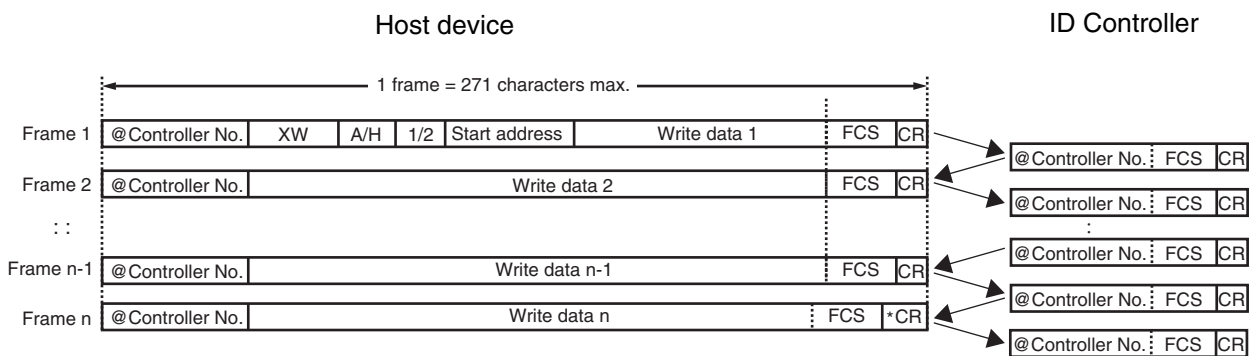 Host device
ID Controller
1 frame = 271 characters max.
Frame 1 @Controller No. XW A/H 1/2 Start address Write data 1 FCS CR
@Controller No. FCS CR
Frame 2 @Controller No. Write data 2 FCS CR
@Controller No. FCS CR
: :
:
@Controller No. FCS CR
Frame n-1 @Controller No. Write data n-1 FCS CR
@Controller No. FCS CR
Frame n @Controller No. Write data n FCS *CR
@Controller No. FCS CR